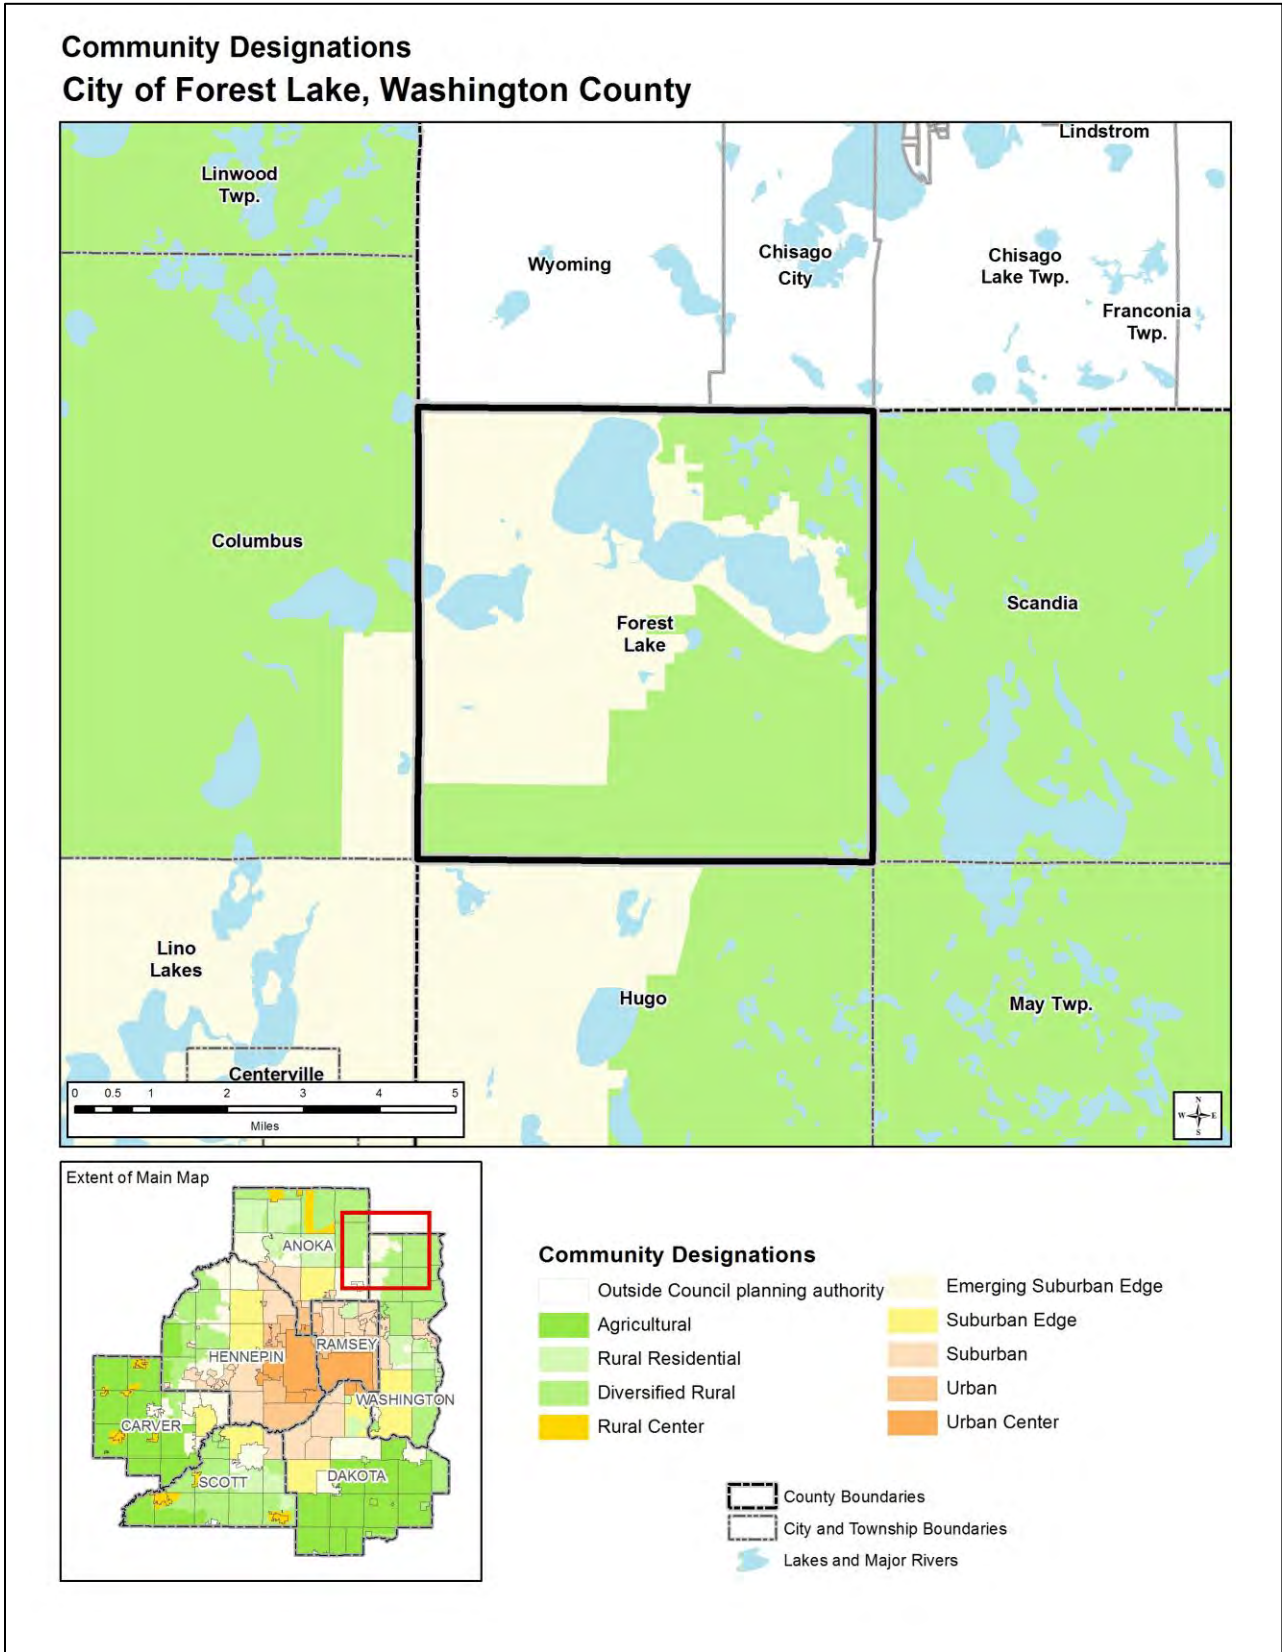 Community Designations
City of Forest Lake, Washington County
Lindstrom
Linwood
Twp.
Wyoming
Chisago
City
Chisago
Lake Twp.
Franconia
Twp.
Columbus
Scandia
Forest
Lake
Lino
Lakes
Hugo
May Twp.
Centerville
0 0.5 1 2 3 4 5
Miles
N
W E
S
Extent of Main Map
ANOKA
HENNEPIN
RAMSEY
WASHINGTON
CARVER
SCOTT
DAKOTA
Community Designations
Outside Council planning authority
Agricultural
Rural Residential
Diversified Rural
Rural Center
Emerging Suburban Edge
Suburban Edge
Suburban
Urban
Urban Center
County Boundaries
City and Township Boundaries
Lakes and Major Rivers